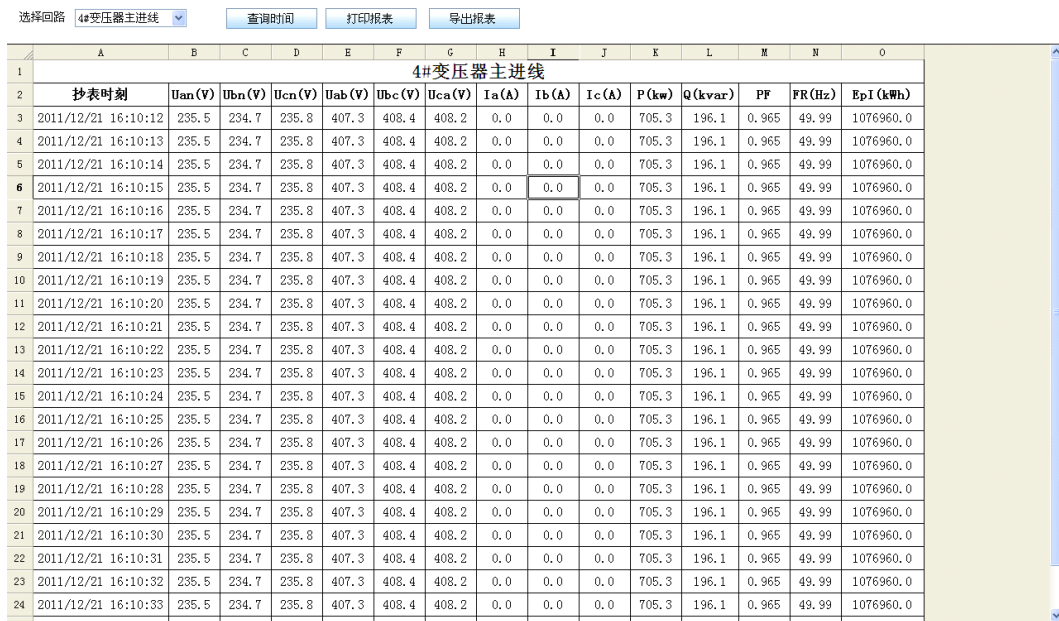 选择回路 4#变压器主进线 查询时间 打印报表 导出报表
A B C D E F G H I J K L M N O
1 4#变压器主进线
2 抄表时刻 Uan(V) Ubn(V) Ucn(V) Uab(V) Ubc(V) Uca(V) Ia(A) Ib(A) Ic(A) P(kw) Q(kvar) PF FR(Hz) EpI(kWh)
3 2011/12/21 16:10:12 235.5 234.7 235.8 407.3 408.4 408.2 0.0 0.0 0.0 705.3 196.1 0.965 49.99 1076960.0
4 2011/12/21 16:10:13 235.5 234.7 235.8 407.3 408.4 408.2 0.0 0.0 0.0 705.3 196.1 0.965 49.99 1076960.0
5 2011/12/21 16:10:14 235.5 234.7 235.8 407.3 408.4 408.2 0.0 0.0 0.0 705.3 196.1 0.965 49.99 1076960.0
6 2011/12/21 16:10:15 235.5 234.7 235.8 407.3 408.4 408.2 0.0 0.0 0.0 705.3 196.1 0.965 49.99 1076960.0
7 2011/12/21 16:10:16 235.5 234.7 235.8 407.3 408.4 408.2 0.0 0.0 0.0 705.3 196.1 0.965 49.99 1076960.0
8 2011/12/21 16:10:17 235.5 234.7 235.8 407.3 408.4 408.2 0.0 0.0 0.0 705.3 196.1 0.965 49.99 1076960.0
9 2011/12/21 16:10:18 235.5 234.7 235.8 407.3 408.4 408.2 0.0 0.0 0.0 705.3 196.1 0.965 49.99 1076960.0
10 2011/12/21 16:10:19 235.5 234.7 235.8 407.3 408.4 408.2 0.0 0.0 0.0 705.3 196.1 0.965 49.99 1076960.0
11 2011/12/21 16:10:20 235.5 234.7 235.8 407.3 408.4 408.2 0.0 0.0 0.0 705.3 196.1 0.965 49.99 1076960.0
12 2011/12/21 16:10:21 235.5 234.7 235.8 407.3 408.4 408.2 0.0 0.0 0.0 705.3 196.1 0.965 49.99 1076960.0
13 2011/12/21 16:10:22 235.5 234.7 235.8 407.3 408.4 408.2 0.0 0.0 0.0 705.3 196.1 0.965 49.99 1076960.0
14 2011/12/21 16:10:23 235.5 234.7 235.8 407.3 408.4 408.2 0.0 0.0 0.0 705.3 196.1 0.965 49.99 1076960.0
15 2011/12/21 16:10:24 235.5 234.7 235.8 407.3 408.4 408.2 0.0 0.0 0.0 705.3 196.1 0.965 49.99 1076960.0
16 2011/12/21 16:10:25 235.5 234.7 235.8 407.3 408.4 408.2 0.0 0.0 0.0 705.3 196.1 0.965 49.99 1076960.0
17 2011/12/21 16:10:26 235.5 234.7 235.8 407.3 408.4 408.2 0.0 0.0 0.0 705.3 196.1 0.965 49.99 1076960.0
18 2011/12/21 16:10:27 235.5 234.7 235.8 407.3 408.4 408.2 0.0 0.0 0.0 705.3 196.1 0.965 49.99 1076960.0
19 2011/12/21 16:10:28 235.5 234.7 235.8 407.3 408.4 408.2 0.0 0.0 0.0 705.3 196.1 0.965 49.99 1076960.0
20 2011/12/21 16:10:29 235.5 234.7 235.8 407.3 408.4 408.2 0.0 0.0 0.0 705.3 196.1 0.965 49.99 1076960.0
21 2011/12/21 16:10:30 235.5 234.7 235.8 407.3 408.4 408.2 0.0 0.0 0.0 705.3 196.1 0.965 49.99 1076960.0
22 2011/12/21 16:10:31 235.5 234.7 235.8 407.3 408.4 408.2 0.0 0.0 0.0 705.3 196.1 0.965 49.99 1076960.0
23 2011/12/21 16:10:32 235.5 234.7 235.8 407.3 408.4 408.2 0.0 0.0 0.0 705.3 196.1 0.965 49.99 1076960.0
24 2011/12/21 16:10:33 235.5 234.7 235.8 407.3 408.4 408.2 0.0 0.0 0.0 705.3 196.1 0.965 49.99 1076960.0